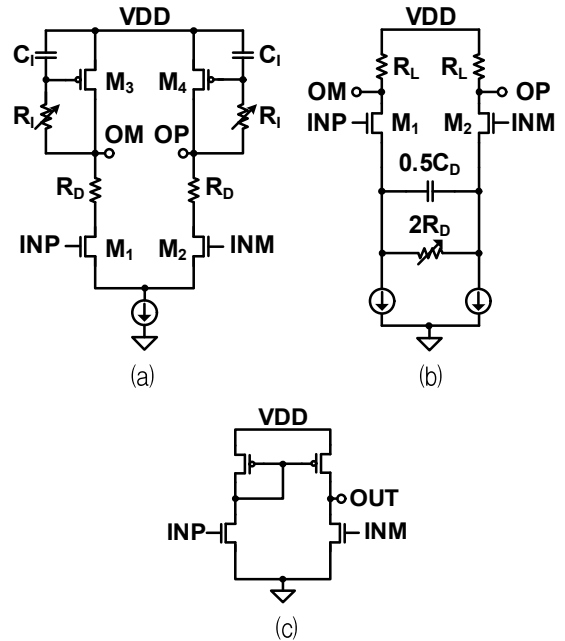 VDD
C_I
C_I
M_3
M_4
R_I
OM
OP
R_I
R_D
R_D
INP
M_1
M_2
INM
(a)
VDD
R_L
R_L
OM
OP
INP
M_1
M_2
INM
0.5C_D
2R_D
(b)
VDD
OUT
INP
INM
(c)